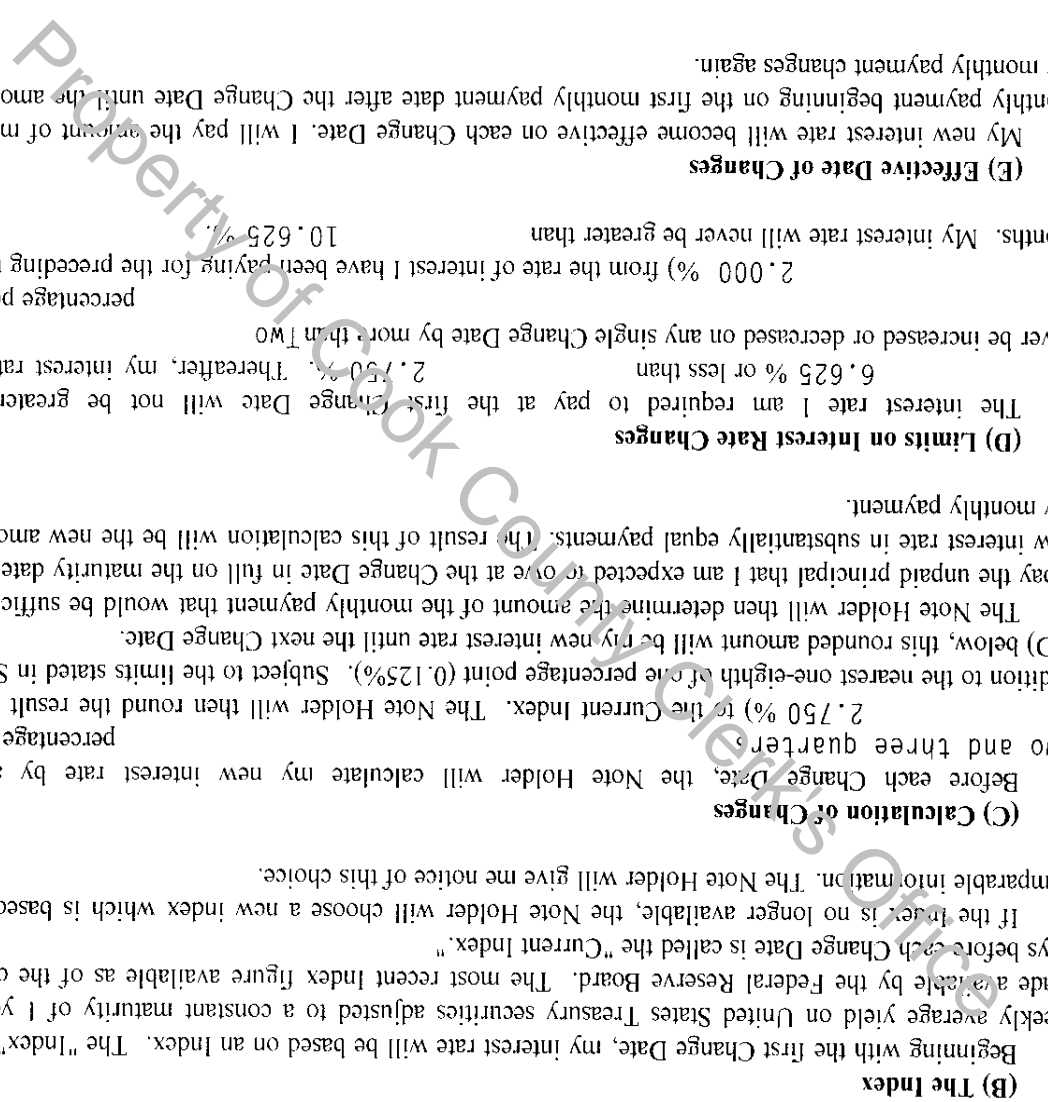 (B) The Index
Beginning with the first Change Date, my interest rate will be based on an Index. The "Index"
eekly average yield on United States Treasury securities adjusted to a constant maturity of 1 y
ade available by the Federal Reserve Board. The most recent Index figure available as of the d
ys before each Change Date is called the "Current Index."
If the Index is no longer available, the Note Holder will choose a new index which is based
mparable information. The Note Holder will give me notice of this choice.
(C) Calculation of Changes
Before each Change Date, the Note Holder will calculate my new interest rate by a
wo and three quarters percentage
2.750 %) to the Current Index. The Note Holder will then round the result
dition to the nearest one-eighth of one percentage point (0.125%). Subject to the limits stated in S
D) below, this rounded amount will be my new interest rate until the next Change Date.
The Note Holder will then determine the amount of the monthly payment that would be suffic
pay the unpaid principal that I am expected to owe at the Change Date in full on the maturity date
w interest rate in substantially equal payments. The result of this calculation will be the new amo
y monthly payment.
(D) Limits on Interest Rate Changes
The interest rate I am required to pay at the first Change Date will not be greater
6.625 % or less than 2.750 %. Thereafter, my interest rat
ver be increased or decreased on any single Change Date by more than Two
percentage p
2.000 %) from the rate of interest I have been paying for the preceding
onths. My interest rate will never be greater than 10.625 %.
(E) Effective Date of Changes
My new interest rate will become effective on each Change Date. I will pay the amount of m
nthly payment beginning on the first monthly payment date after the Change Date until the amo
monthly payment changes again.
Property of Cook County Clerk's Office